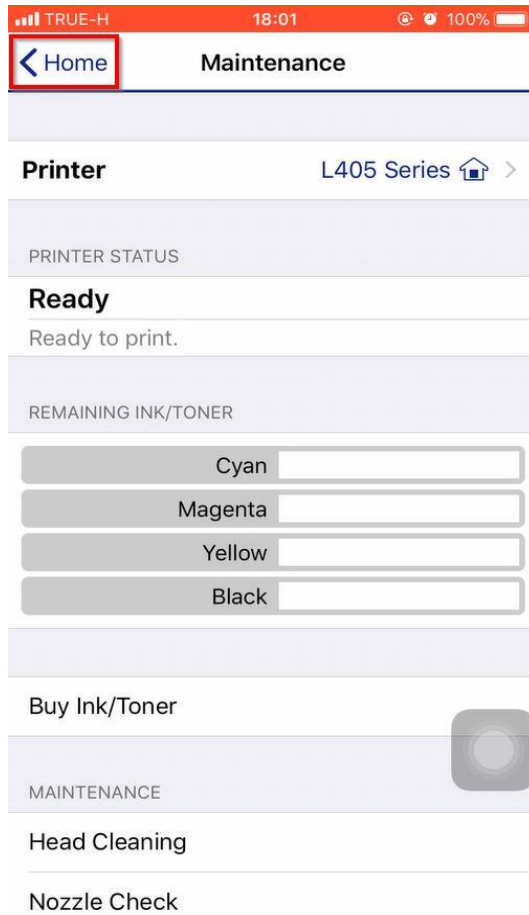 TRUE-H 18:01 100%
Home Maintenance
Printer L405 Series
PRINTER STATUS
Ready
Ready to print.
REMAINING INK/TONER
Cyan
Magenta
Yellow
Black
Buy Ink/Toner
MAINTENANCE
Head Cleaning
Nozzle Check